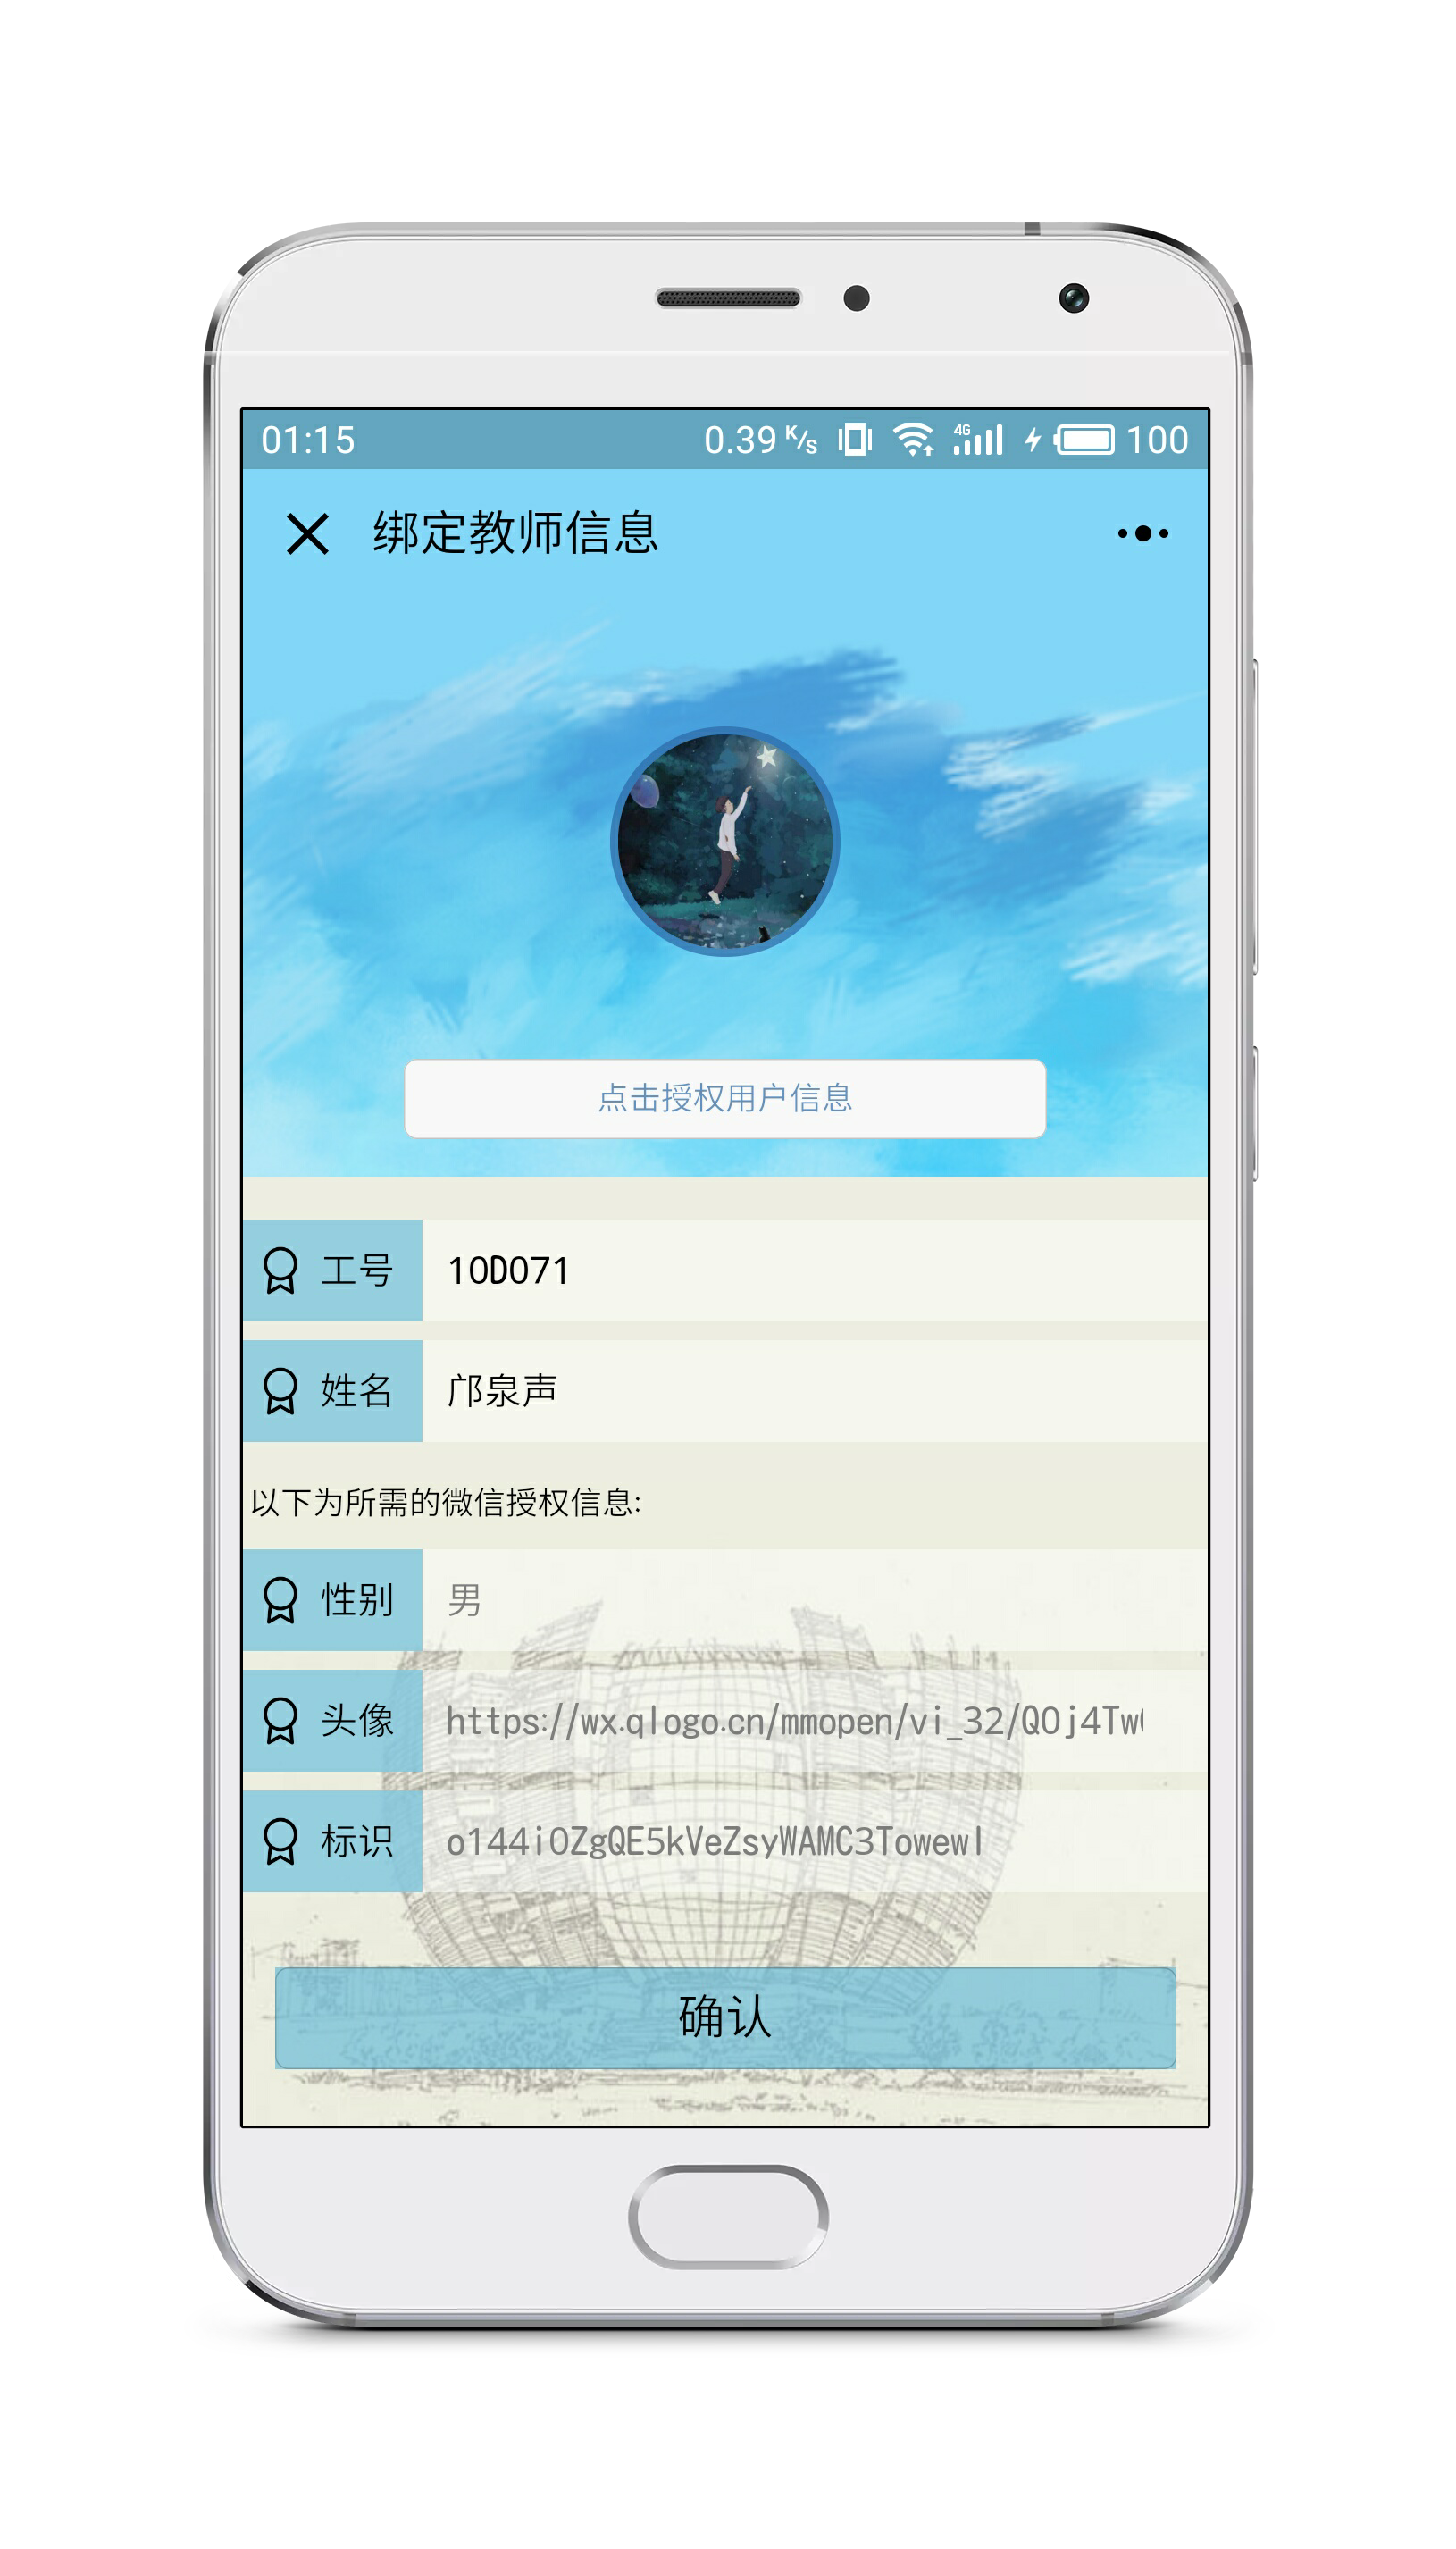 01:15 0.39 K/s 4G 100
绑定教师信息
点击授权用户信息
工号 10D071
姓名 邝泉声
以下为所需的微信授权信息:
性别 男
头像 https://wx.qlogo.cn/mmopen/vi_32/Q0j4Tw
标识 o144i0ZgQE5kVeZsyWAMC3TowewI
确认